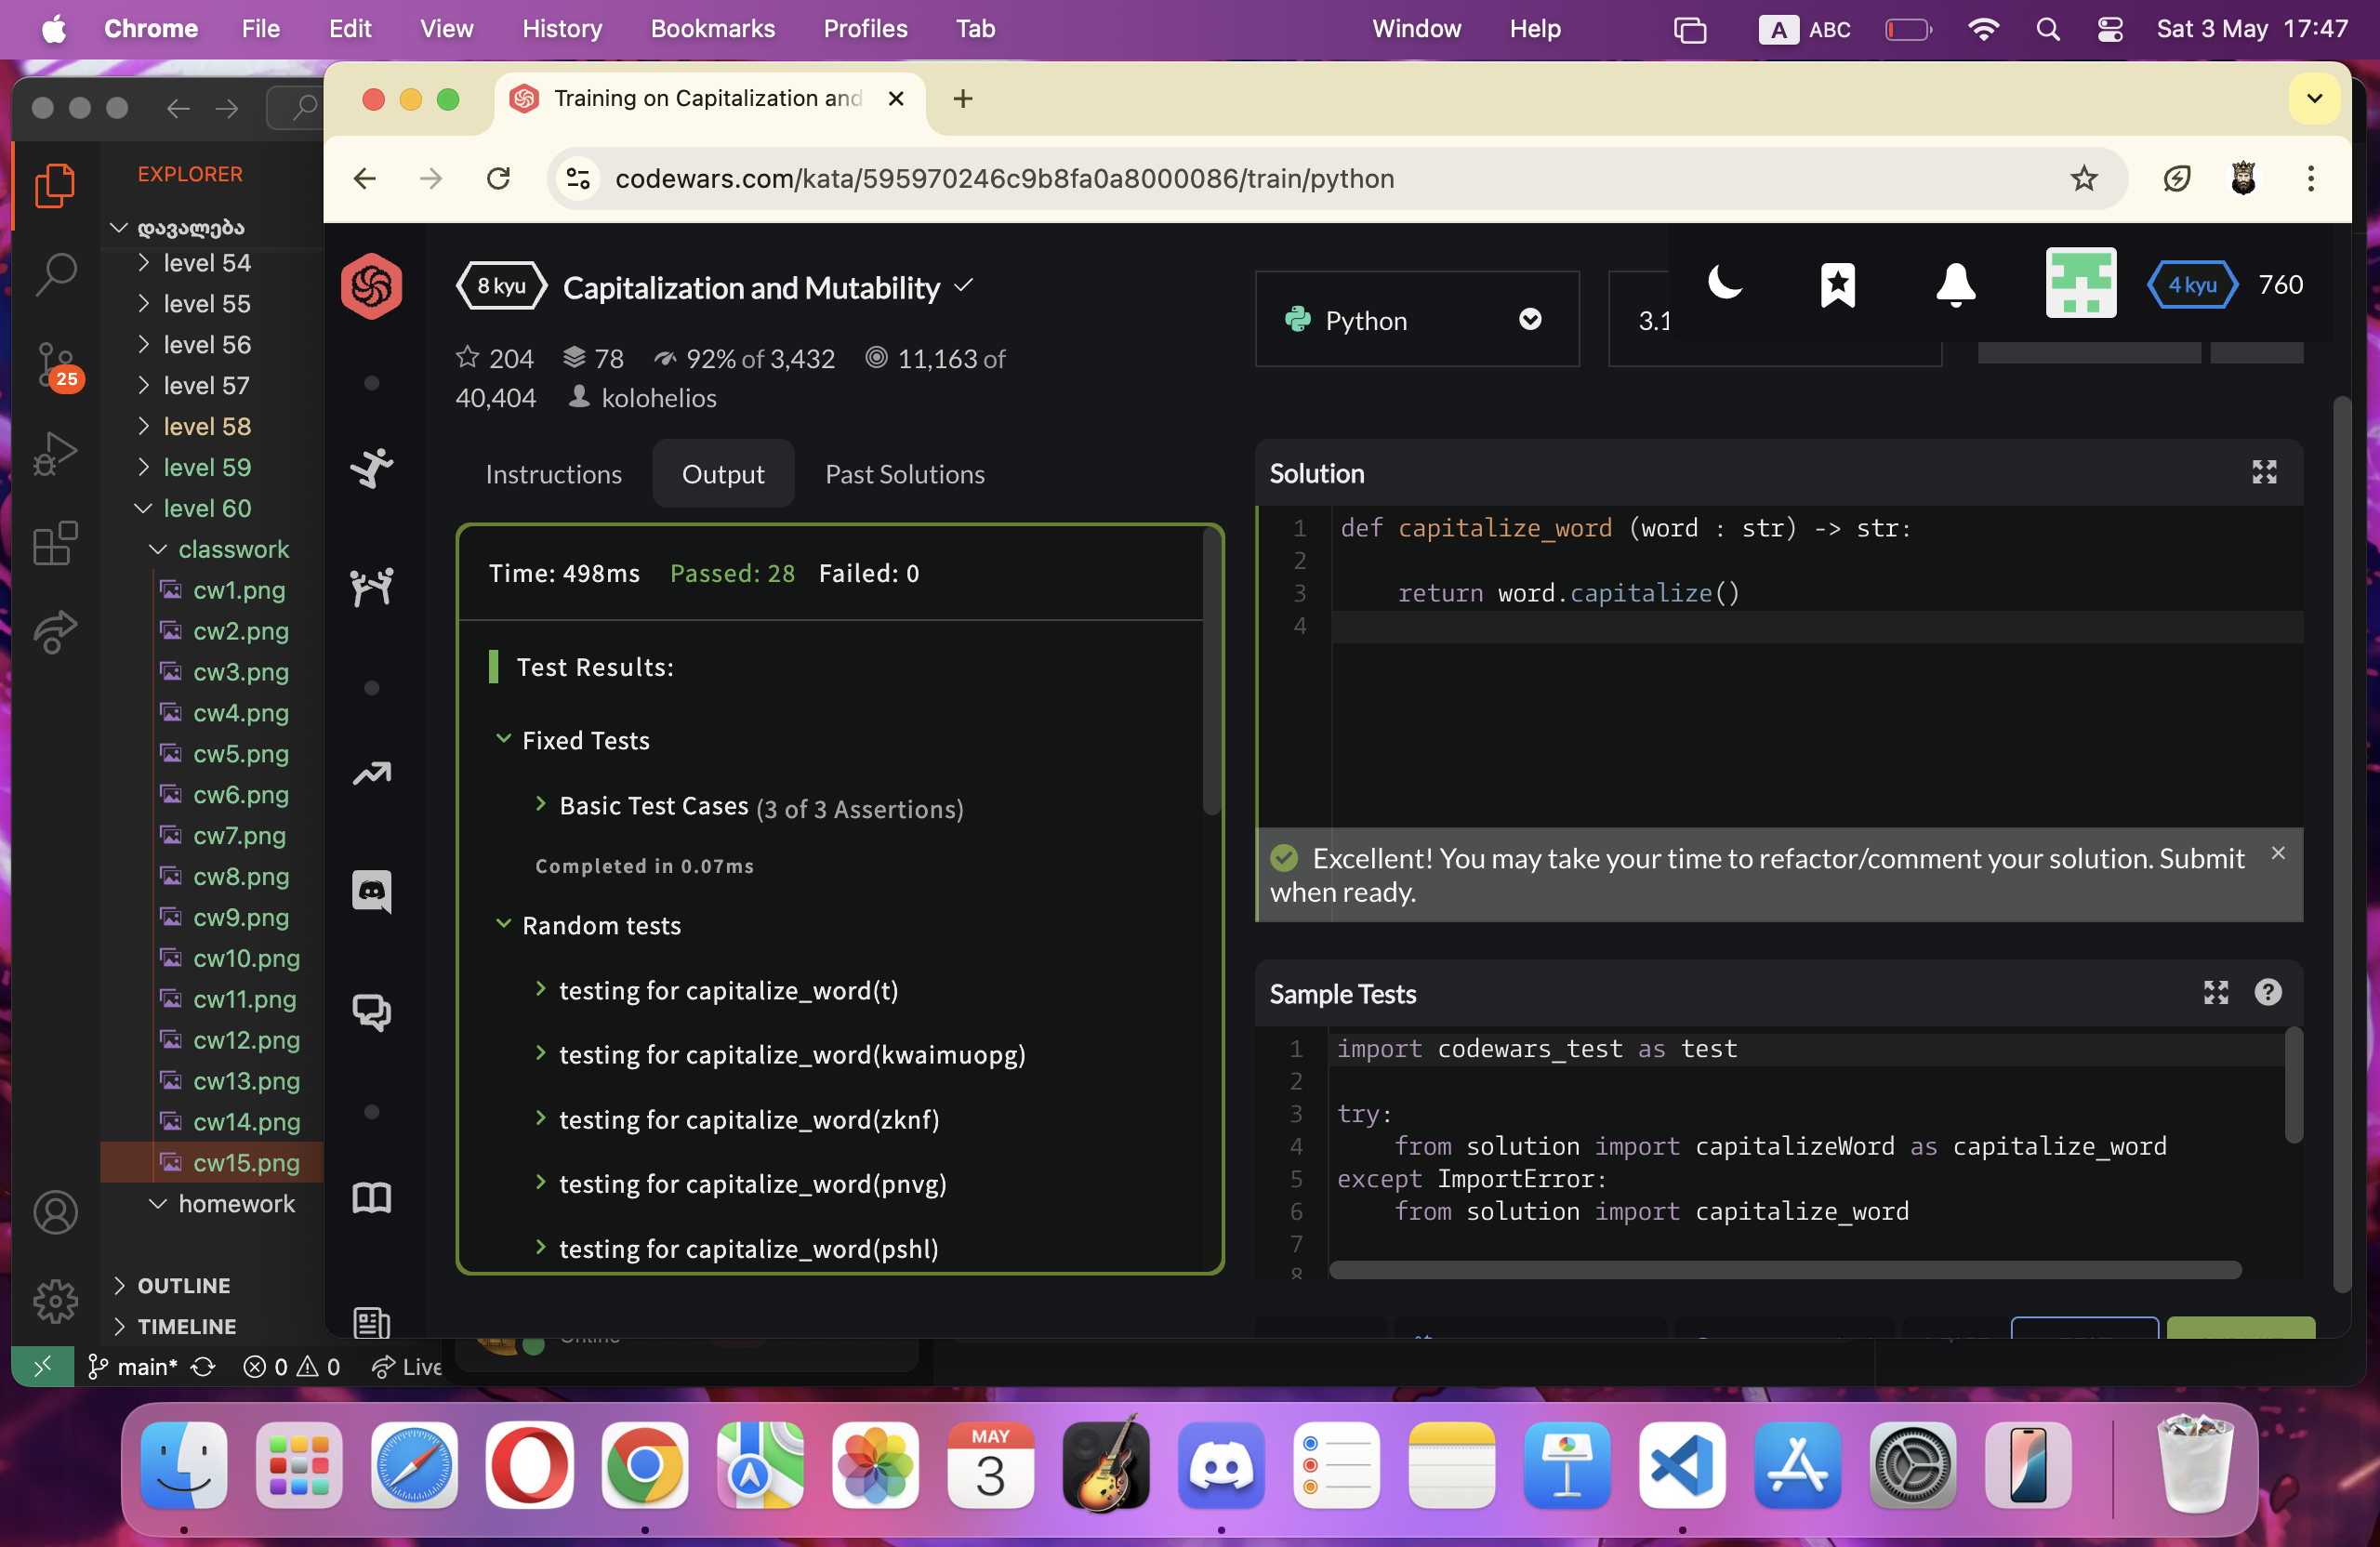 Chrome File Edit View History Bookmarks Profiles Tab Window Help A ABC Sat 3 May 17:47
Training on Capitalization and
codewars.com/kata/595970246c9b8fa0a8000086/train/python
EXPLORER
დავალება
level 54
level 55
level 56
level 57
level 58
level 59
level 60
classwork
cw1.png
cw2.png
cw3.png
cw4.png
cw5.png
cw6.png
cw7.png
cw8.png
cw9.png
cw10.png
cw11.png
cw12.png
cw13.png
cw14.png
cw15.png
homework
OUTLINE
TIMELINE
25
main* 0 0 Live
8 kyu Capitalization and Mutability
204 78 92% of 3,432 11,163 of
40,404 kolohelios
Python
3.1
4 kyu 760
Instructions Output Past Solutions
Time: 498ms Passed: 28 Failed: 0
Test Results:
Fixed Tests
Basic Test Cases (3 of 3 Assertions)
Completed in 0.07ms
Random tests
testing for capitalize_word(t)
testing for capitalize_word(kwaimuopg)
testing for capitalize_word(zknf)
testing for capitalize_word(pnvg)
testing for capitalize_word(pshl)
Solution
1 def capitalize_word (word : str) -> str:
2
3 return word.capitalize()
4
Excellent! You may take your time to refactor/comment your solution. Submit
when ready.
Sample Tests
1 import codewars_test as test
2
3 try:
4 from solution import capitalizeWord as capitalize_word
5 except ImportError:
6 from solution import capitalize_word
7
8
MAY
3